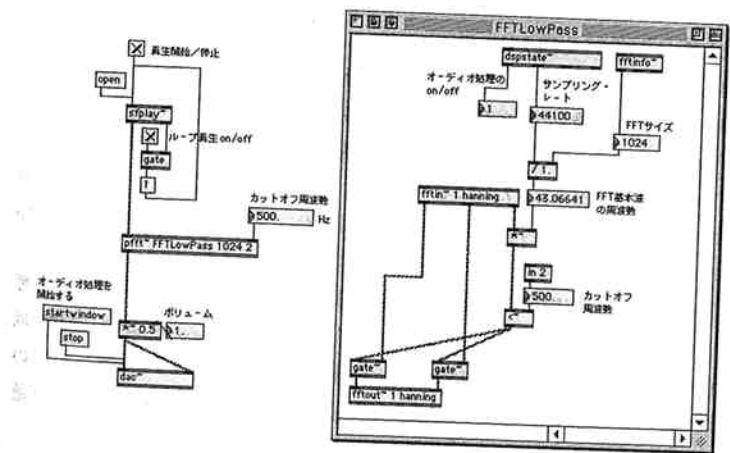 再生開始／停止
open
sfplay~
ループ再生on/off
gate
1
カットオフ周波数
500.
Hz
pfft~ FFTLowPass 1024 2
オーディオ処理を
開始する
startwindow
stop
*~ 0.5
ボリューム
1.
dac~
FFTLowPass
dspstate~
fftinfo~
オーディオ処理の
on/off
1
サンプリング・
レート
44100.
FFTサイズ
1024
/ 1.
fftin~ 1 hanning
43.06641
FFT基本波
の周波数
*~
in 2
500.
カットオフ
周波数
<~
gate~
gate~
fftout~ 1 hanning